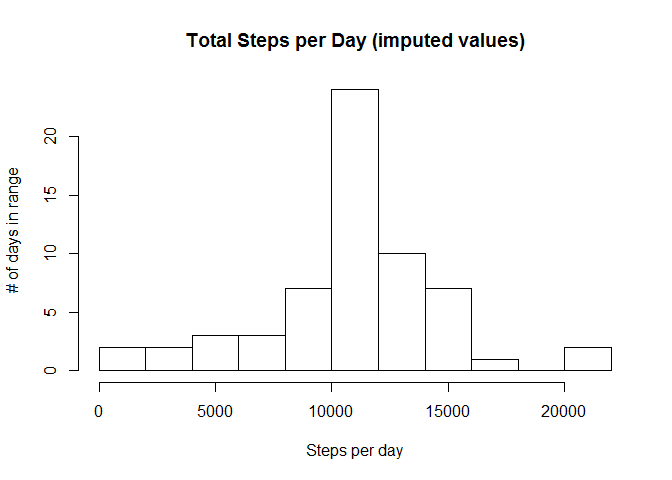 Total Steps per Day (imputed values)
# of days in range
20
15
10
5
0
0 5000 10000 15000 20000
Steps per day